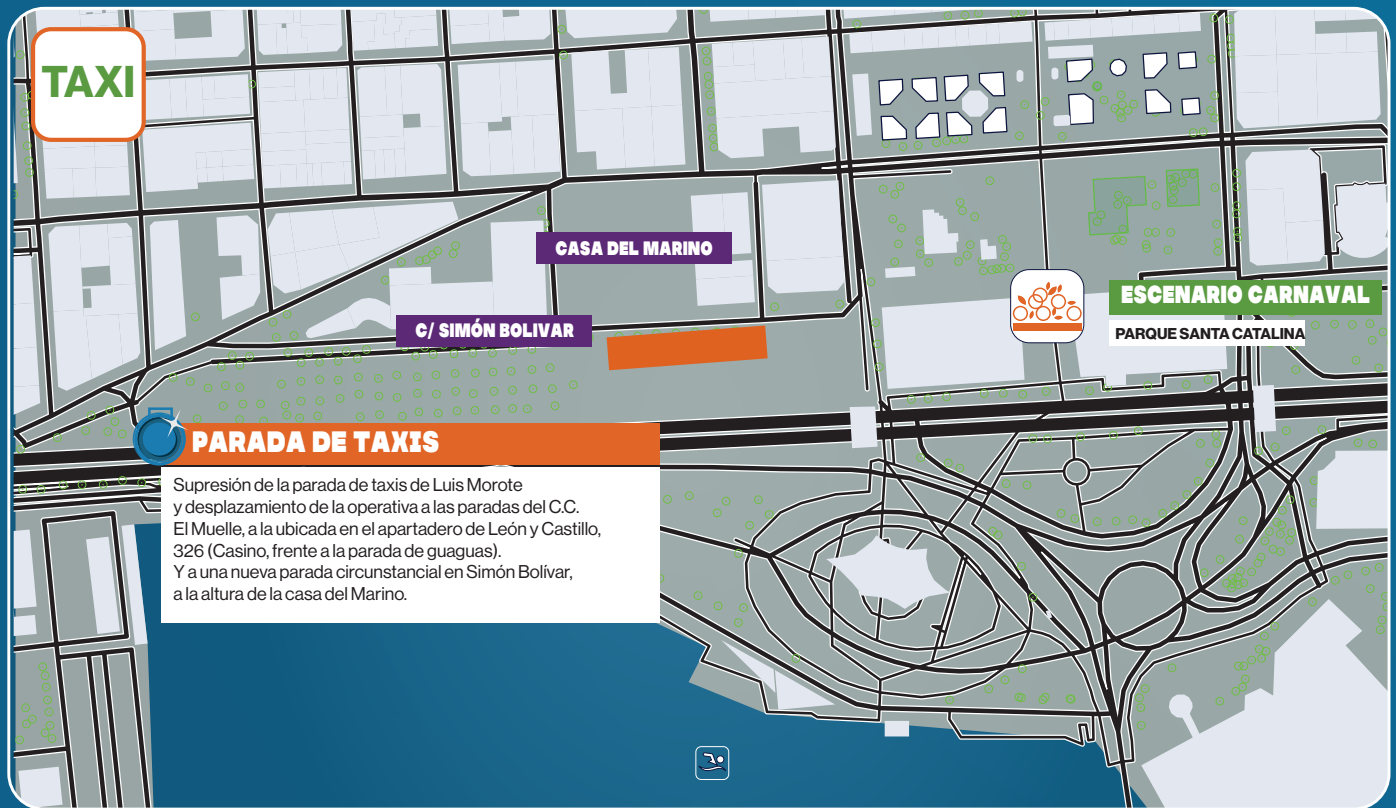 TAXI
CASA DEL MARINO
ESCENARIO CARNAVAL
C/ SIMÓN BOLIVAR
PARQUE SANTA CATALINA
PARADA DE TAXIS
Supresión de la parada de taxis de Luis Morote
y desplazamiento de la operativa a las paradas del C.C.
El Muelle, a la ubicada en el apartadero de León y Castillo,
326 (Casino, frente a la parada de guaguas).
Y a una nueva parada circunstancial en Simón Bolívar,
a la altura de la casa del Marino.